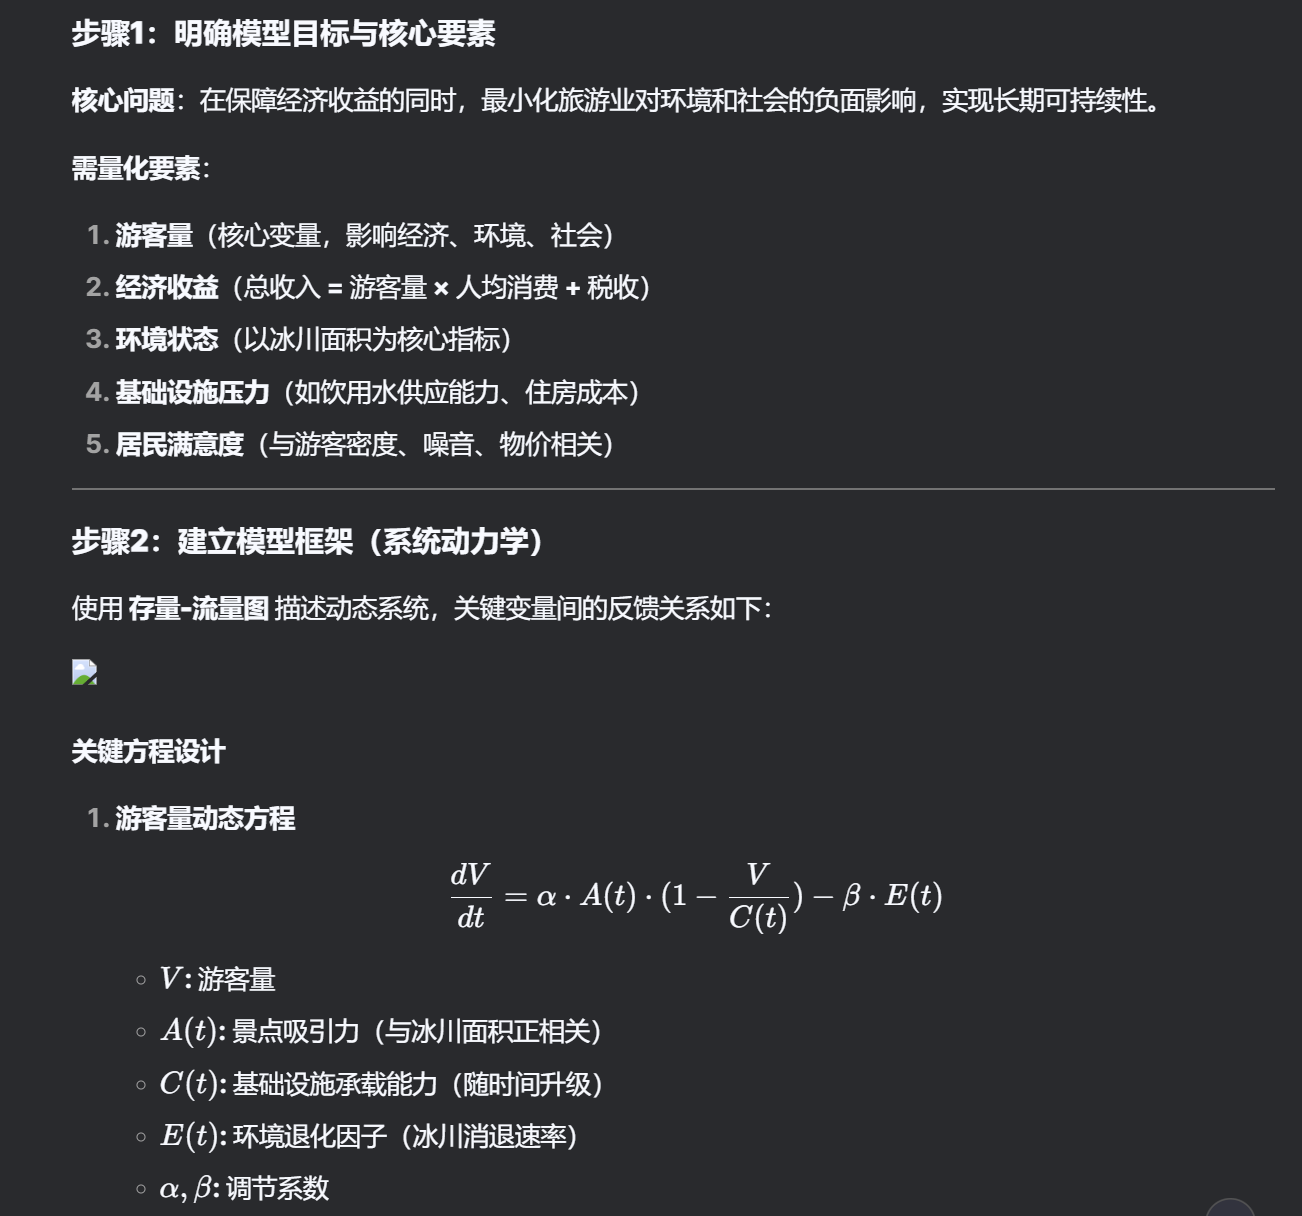 步骤1：明确模型目标与核心要素
核心问题：在保障经济收益的同时，最小化旅游业对环境和社会的负面影响，实现长期可持续性。
需量化要素：
1. 游客量（核心变量，影响经济、环境、社会）
2. 经济收益（总收入 = 游客量 × 人均消费 + 税收）
3. 环境状态（以冰川面积为核心指标）
4. 基础设施压力（如饮用水供应能力、住房成本）
5. 居民满意度（与游客密度、噪音、物价相关）
步骤2：建立模型框架（系统动力学）
使用 存量-流量图 描述动态系统，关键变量间的反馈关系如下：
关键方程设计
1. 游客量动态方程
dV/dt = α · A(t) · (1 − V/C(t)) − β · E(t)
V: 游客量
A(t): 景点吸引力（与冰川面积正相关）
C(t): 基础设施承载能力（随时间升级）
E(t): 环境退化因子（冰川消退速率）
α, β: 调节系数